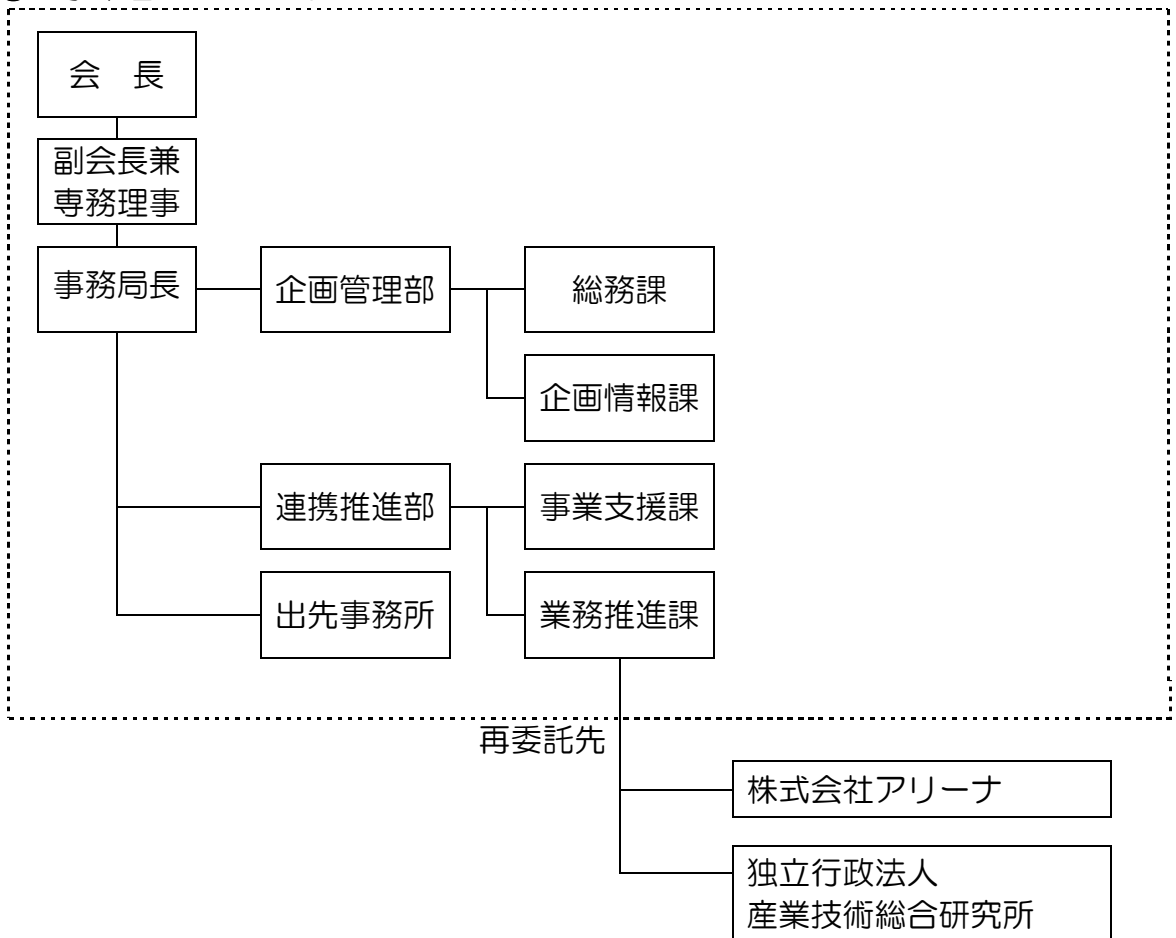 会　長
副会長兼
専務理事
事務局長
企画管理部
総務課
企画情報課
連携推進部
事業支援課
出先事務所
業務推進課
再委託先
株式会社アリーナ
独立行政法人
産業技術総合研究所